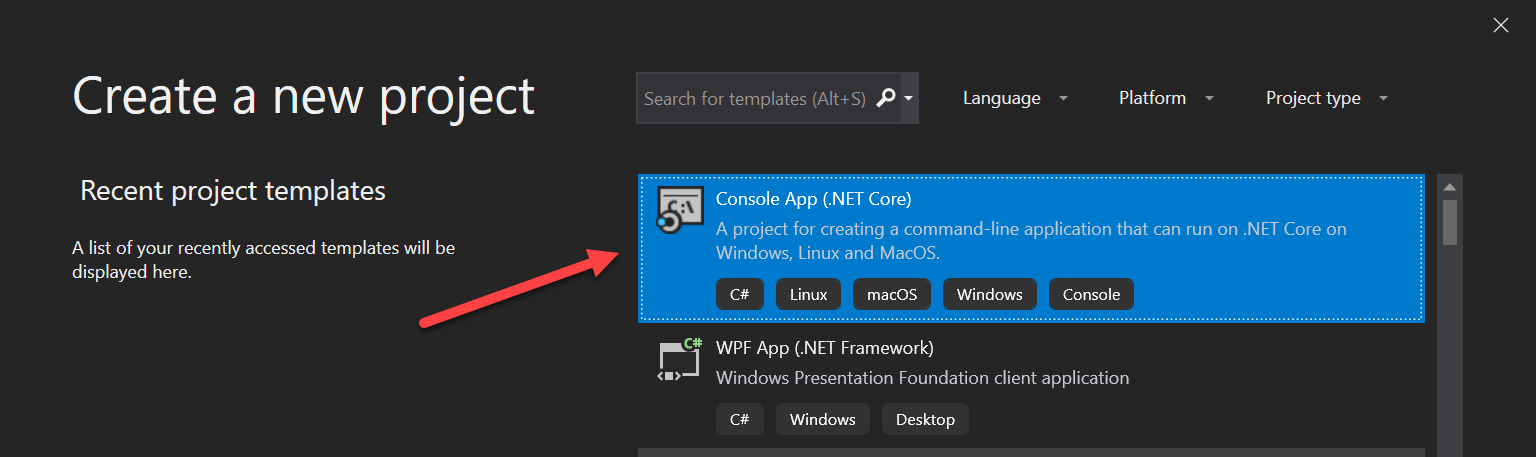 Create a new project
Search for templates (Alt+S)
Language
Platform
Project type
Recent project templates
A list of your recently accessed templates will be
displayed here.
C:\
Console App (.NET Core)
A project for creating a command-line application that can run on .NET Core on
Windows, Linux and MacOS.
C#
Linux
macOS
Windows
Console
C#
WPF App (.NET Framework)
Windows Presentation Foundation client application
C#
Windows
Desktop